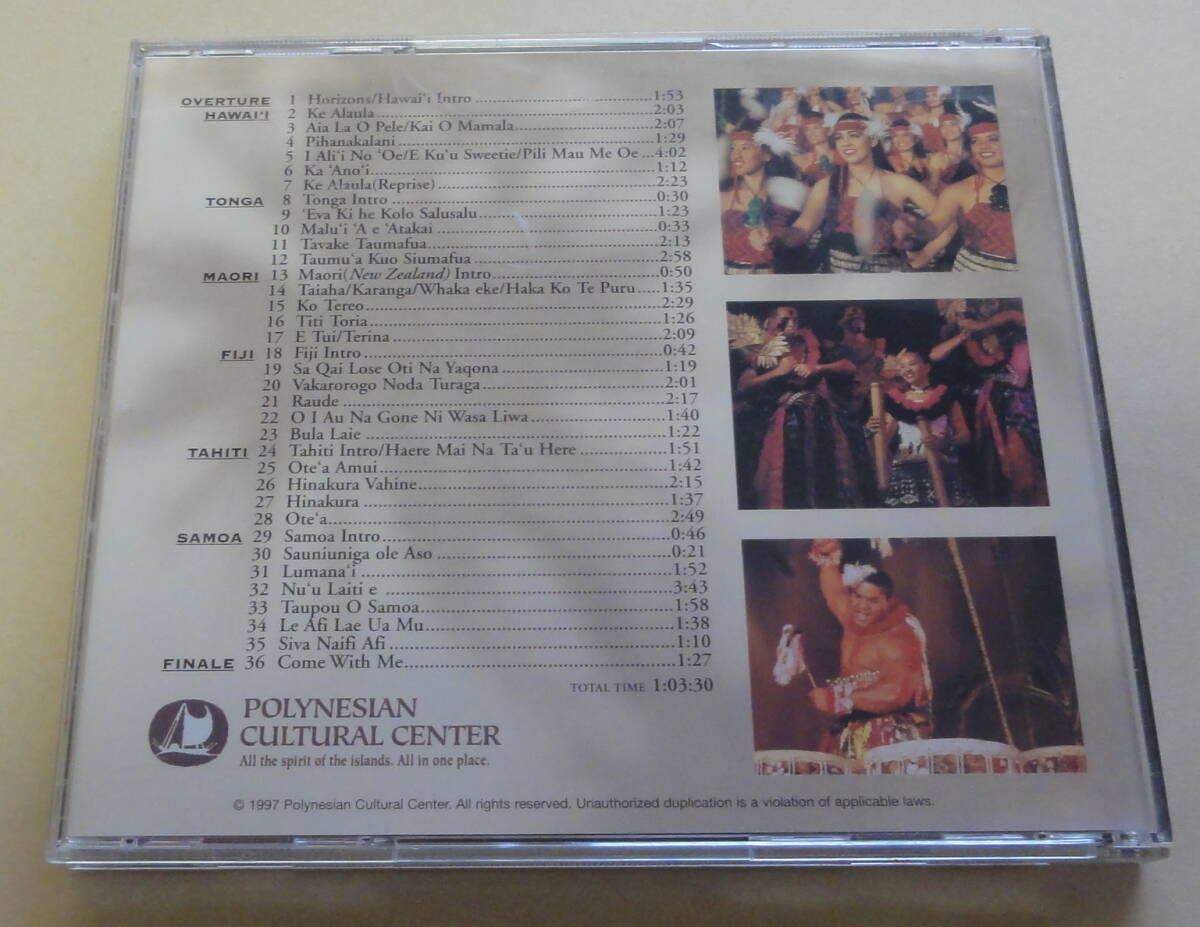 OVERTURE 1 Horizons/Hawai'i Intro 1:53
HAWAI'I 2 Ke Alaula 2:03
3 Aia La O Pele/Kai O Mamala 2:07
4 Pihanakalani 1:29
5 I Ali'i No 'Oe/E Ku'u Sweetie/Pili Mau Me Oe ...4:02
6 Ka 'Ano'i 1:12
7 Ke Alaula(Reprise) 2:23
TONGA 8 Tonga Intro 0:30
9 'Eva Ki he Kolo Salusalu 1:23
10 Malu'i 'A e 'Atakai 0:33
11 Tavake Taumafua 2:13
12 Taumu'a Kuo Siumafua 2:58
MAORI 13 Maori(New Zealand) Intro 0:50
14 Taiaha/Karanga/Whaka eke/Haka Ko Te Puru 1:35
15 Ko Tereo 2:29
16 Titi Toria 1:26
17 E Tui/Terina 2:09
FIJI 18 Fiji Intro 0:42
19 Sa Qai Lose Oti Na Yaqona 1:19
20 Vakarorogo Noda Turaga 2:01
21 Raude 2:17
22 O I Au Na Gone Ni Wasa Liwa 1:40
23 Bula Laie 1:22
TAHITI 24 Tahiti Intro/Haere Mai Na Ta'u Here 1:51
25 Ote'a Amui 1:42
26 Hinakura Vahine 2:15
27 Hinakura 1:37
28 Ote'a 2:49
SAMOA 29 Samoa Intro 0:46
30 Sauniuniga ole Aso 0:21
31 Lumana'i 1:52
32 Nu'u Laiti e 3:43
33 Taupou O Samoa 1:58
34 Le Afi Lae Ua Mu 1:38
35 Siva Naifi Afi 1:10
FINALE 36 Come With Me 1:27
TOTAL TIME 1:03:30
POLYNESIAN
CULTURAL CENTER
All the spirit of the islands. All in one place.
© 1997 Polynesian Cultural Center. All rights reserved. Unauthorized duplication is a violation of applicable laws.